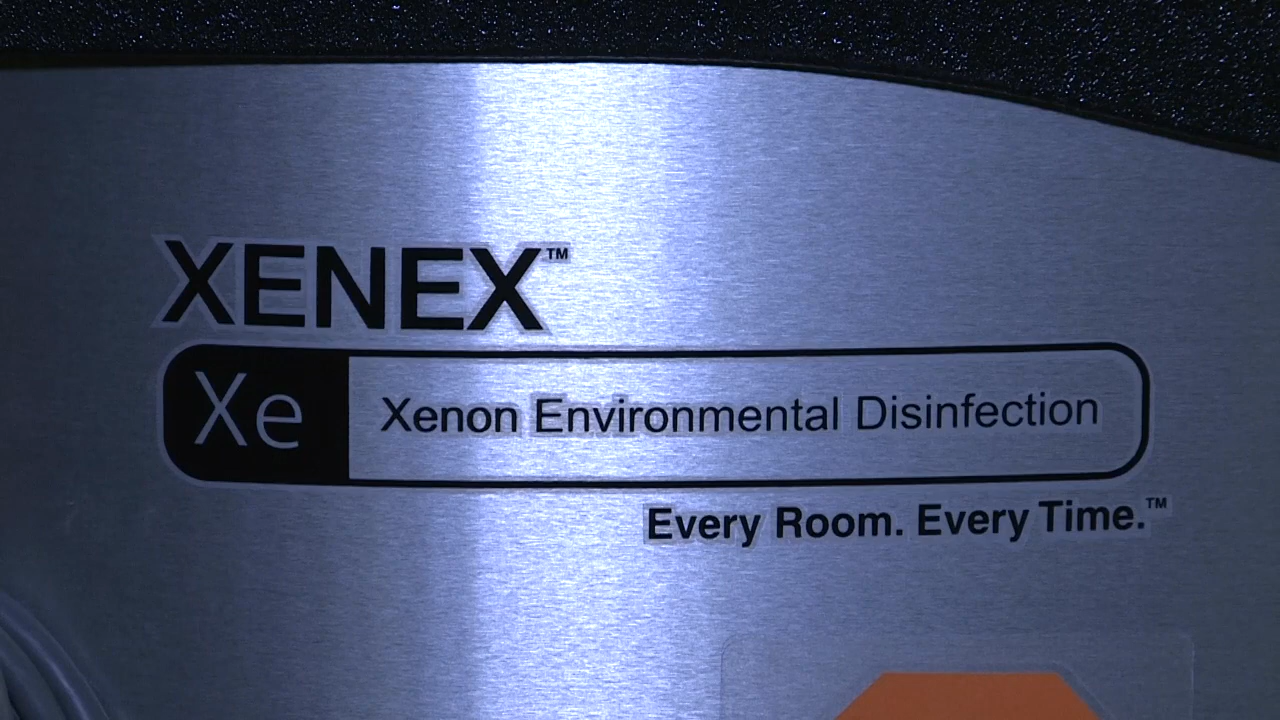 XENEX™
Xe Xenon Environmental Disinfection
Every Room. Every Time.™